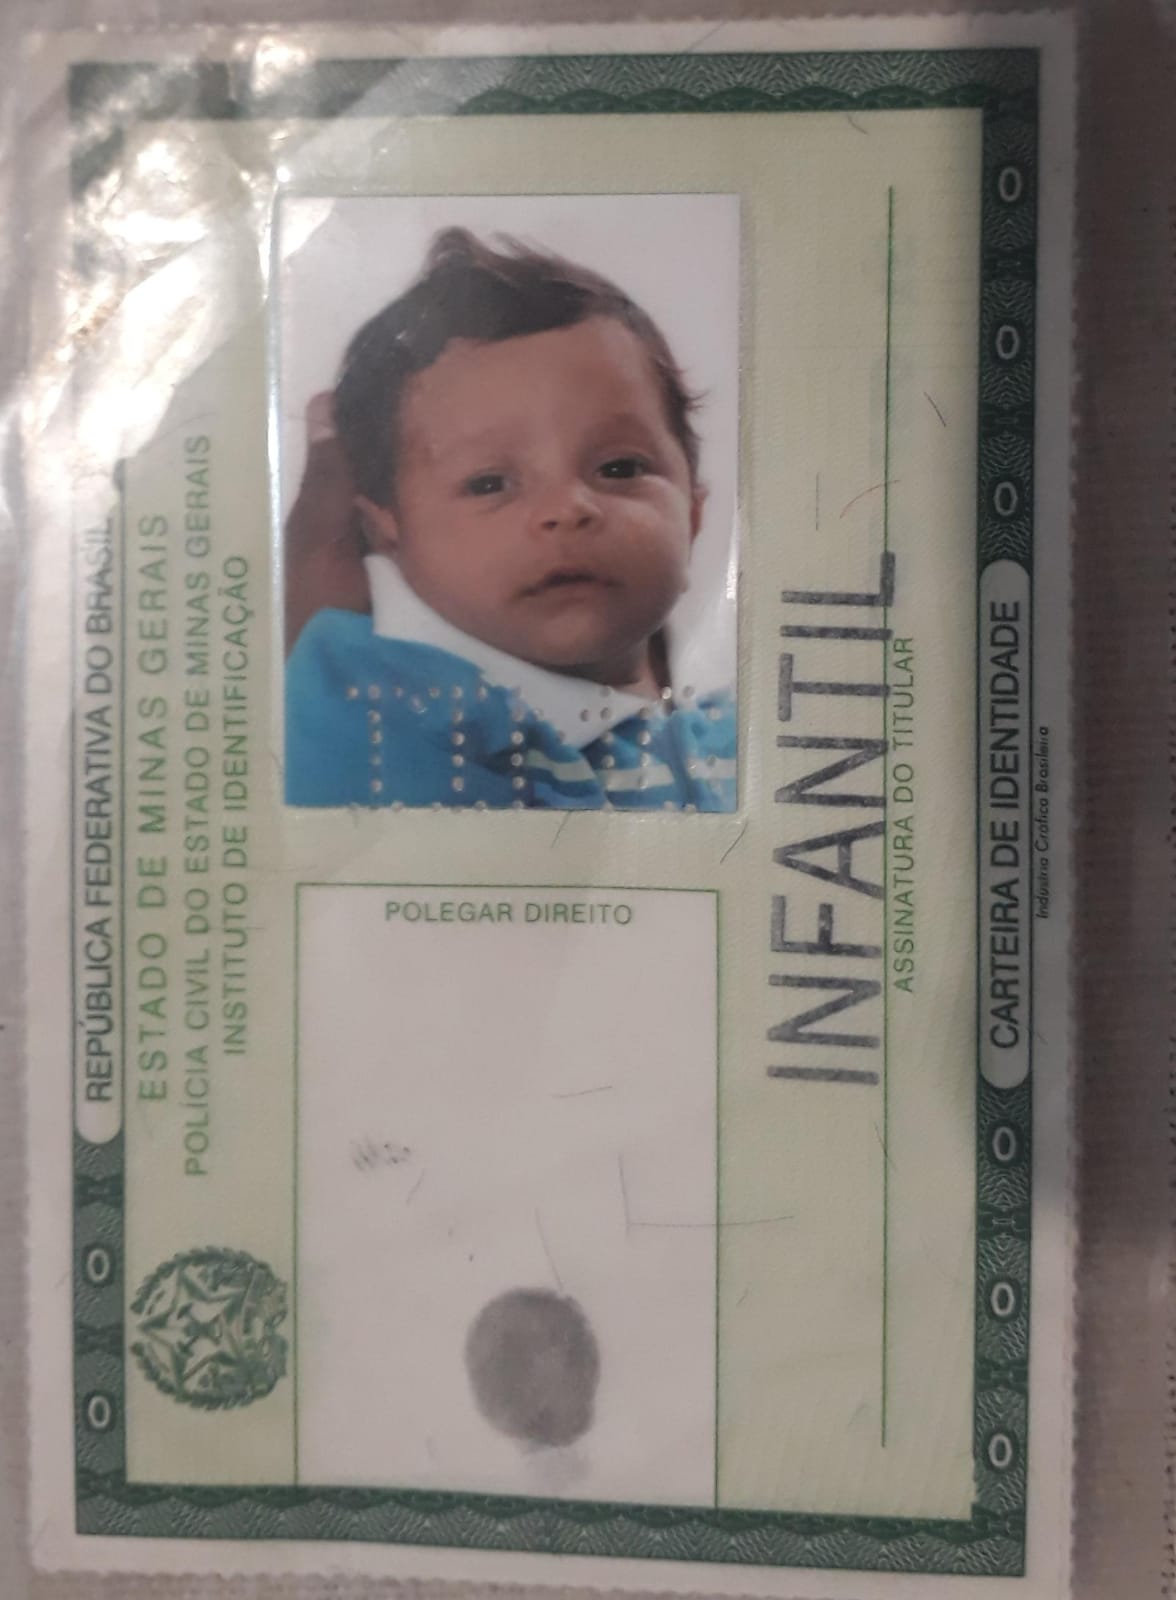 REPÚBLICA FEDERATIVA DO BRASIL
ESTADO DE MINAS GERAIS
POLÍCIA CIVIL DO ESTADO DE MINAS GERAIS
INSTITUTO DE IDENTIFICAÇÃO
POLEGAR DIREITO
INFANTIL
ASSINATURA DO TITULAR
CARTEIRA DE IDENTIDADE
Indústria Gráfica Brasileira